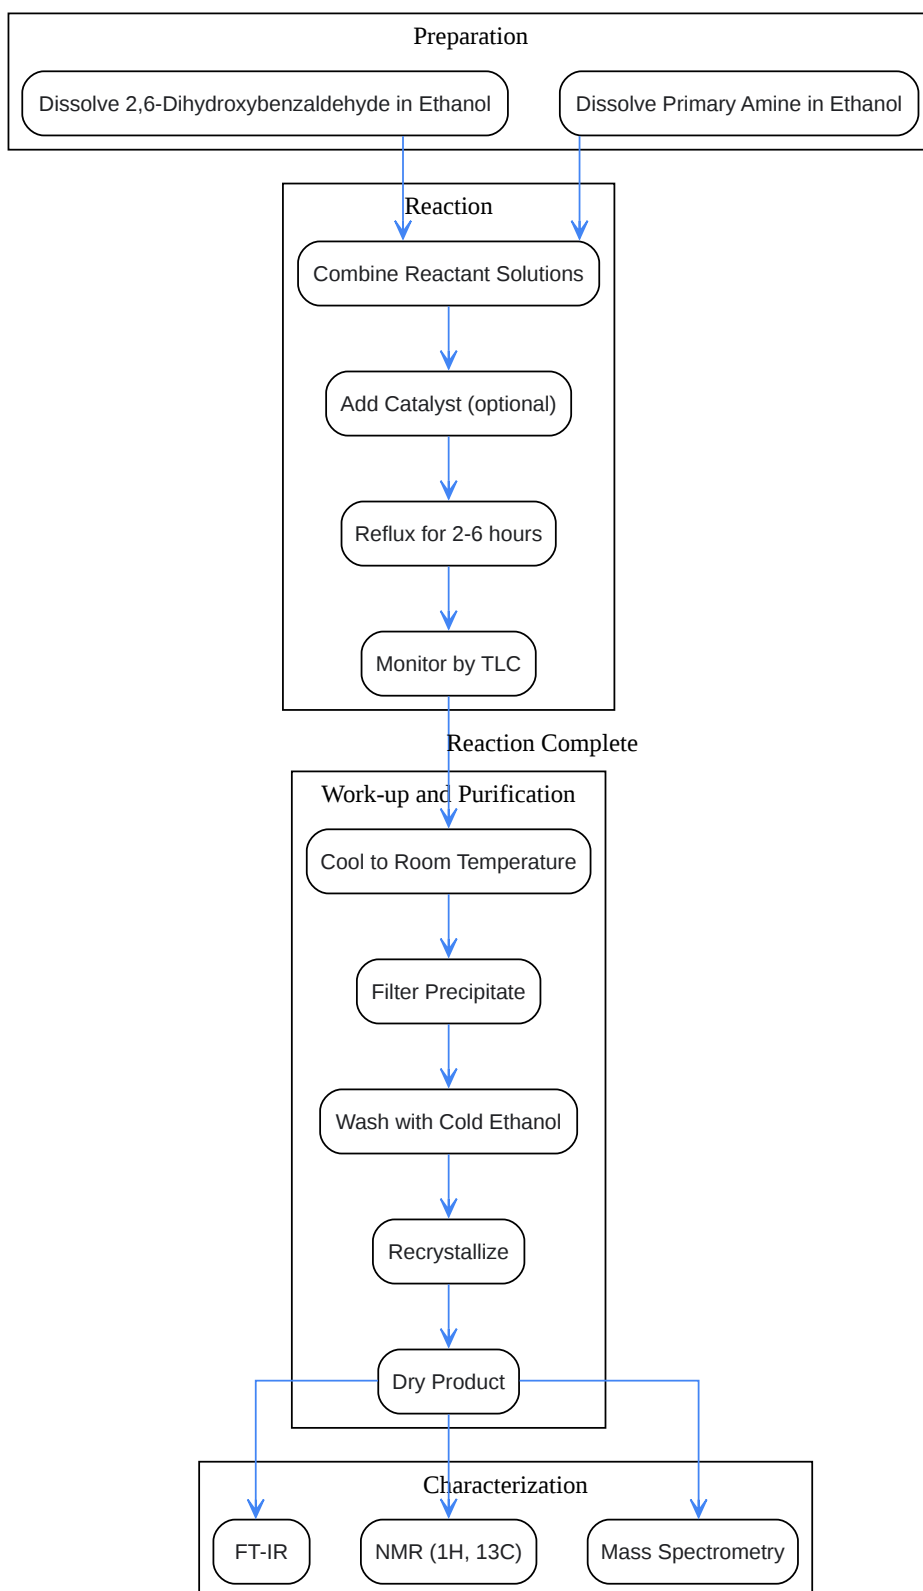 Preparation
Dissolve 2,6-Dihydroxybenzaldehyde in Ethanol
Dissolve Primary Amine in Ethanol
Reaction
Combine Reactant Solutions
Add Catalyst (optional)
Reflux for 2-6 hours
Monitor by TLC
Reaction Complete
Work-up and Purification
Cool to Room Temperature
Filter Precipitate
Wash with Cold Ethanol
Recrystallize
Dry Product
Characterization
FT-IR
NMR (1H, 13C)
Mass Spectrometry